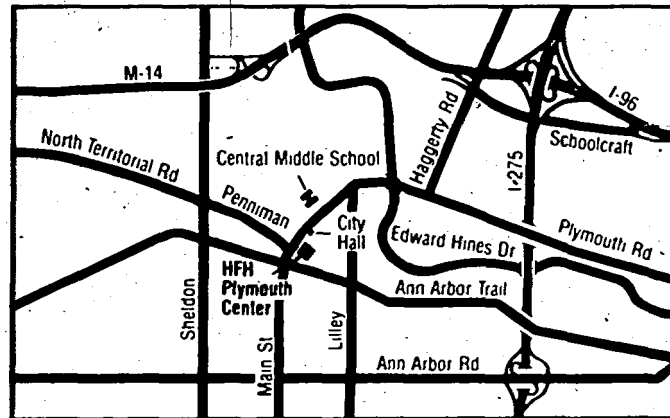 M-14
I-96
Haggerty Rd
Schoolcraft
North Territorial Rd
Central Middle School
I-275
Penniman
City
Hall
Edward Hines Dr
Plymouth Rd
HFH
Plymouth
Center
Ann Arbor Trail
Sheldon
Main St
Lilley
Ann Arbor Rd